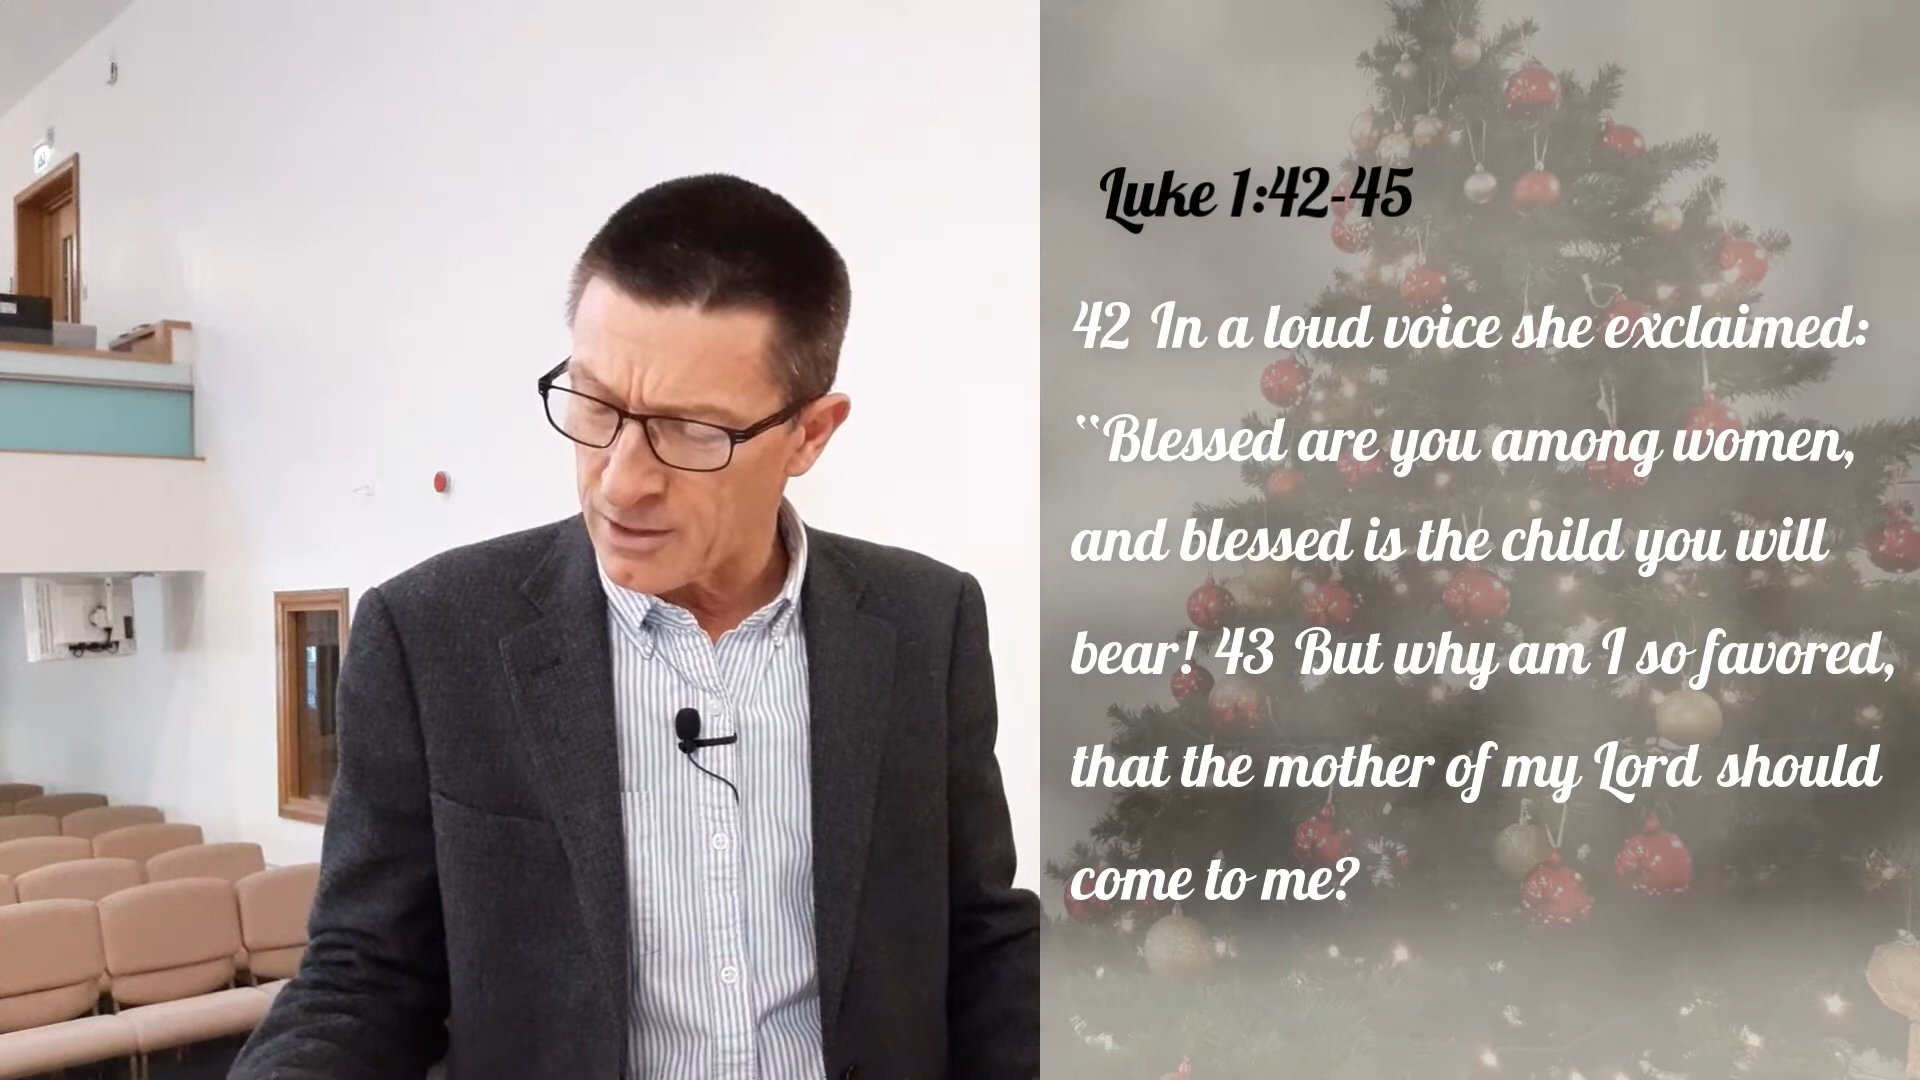 Luke 1:42-45
42 In a loud voice she exclaimed:
“Blessed are you among women,
and blessed is the child you will
bear! 43 But why am I so favored,
that the mother of my Lord should
come to me?